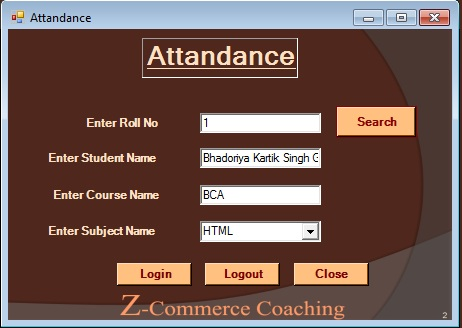 Attandance
Attandance
Enter Roll No 1 Search
Enter Student Name Bhadoriya Kartik Singh G
Enter Course Name BCA
Enter Subject Name HTML
Login Logout Close
Z-Commerce Coaching
2